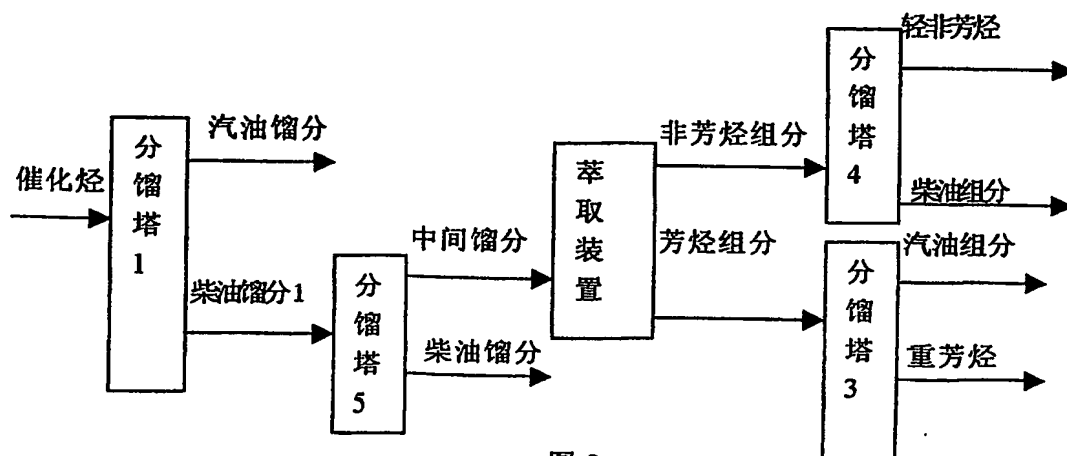 催化烃
分馏塔1
汽油馏分
柴油馏分1
分馏塔5
中间馏分
柴油馏分
萃取装置
非芳烃组分
芳烃组分
分馏塔4
轻非芳烃
柴油组分
分馏塔3
汽油组分
重芳烃